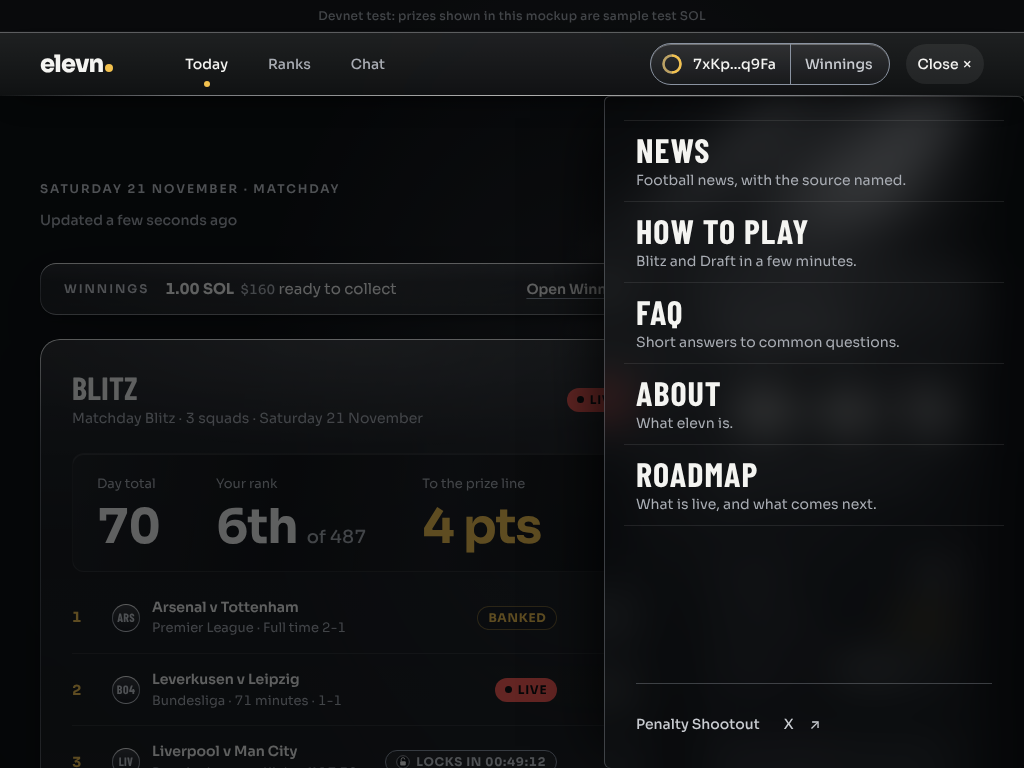 Devnet test: prizes shown in this mockup are sample test SOL
elevn.
Today
Ranks
Chat
7xKp...q9Fa
Winnings
Close ×
SATURDAY 21 NOVEMBER · MATCHDAY
Updated a few seconds ago
WINNINGS 1.00 SOL $160 ready to collect
Open Winn
BLITZ
Matchday Blitz · 3 squads · Saturday 21 November
Day total
70
Your rank
6th of 487
To the prize line
4 pts
1 ARS Arsenal v Tottenham
Premier League · Full time 2-1
BANKED
2 B04 Leverkusen v Leipzig
Bundesliga · 71 minutes · 1-1
LIVE
3 LIV Liverpool v Man City
LOCKS IN 00:49:12
NEWS
Football news, with the source named.
HOW TO PLAY
Blitz and Draft in a few minutes.
FAQ
Short answers to common questions.
ABOUT
What elevn is.
ROADMAP
What is live, and what comes next.
Penalty Shootout X ↗